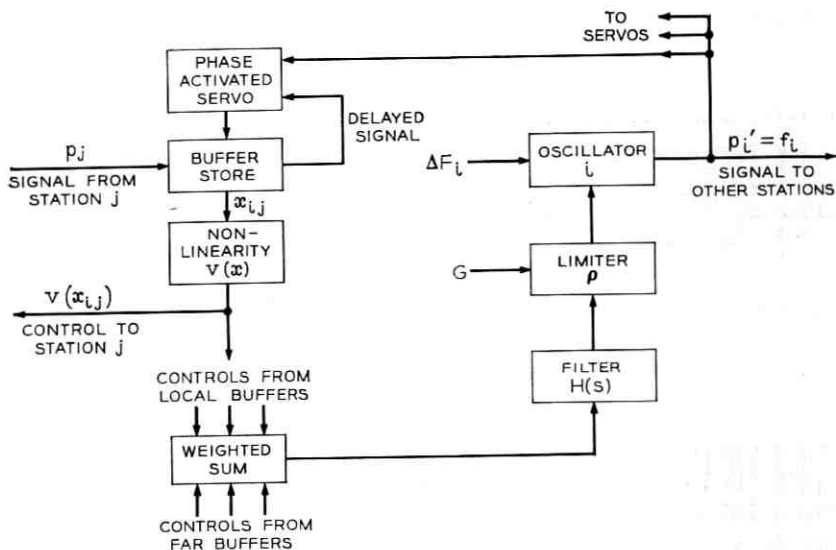 TO
SERVOS
PHASE
ACTIVATED
SERVO
DELAYED
SIGNAL
p_j
SIGNAL FROM
STATION j
BUFFER
STORE
x_ij
ΔF_i
OSCILLATOR
i
p_i' = f_i
SIGNAL TO
OTHER STATIONS
NON-
LINEARITY
V(x)
G
LIMITER
ρ
V(x_ij)
CONTROL TO
STATION j
FILTER
H(s)
CONTROLS FROM
LOCAL BUFFERS
WEIGHTED
SUM
CONTROLS FROM
FAR BUFFERS